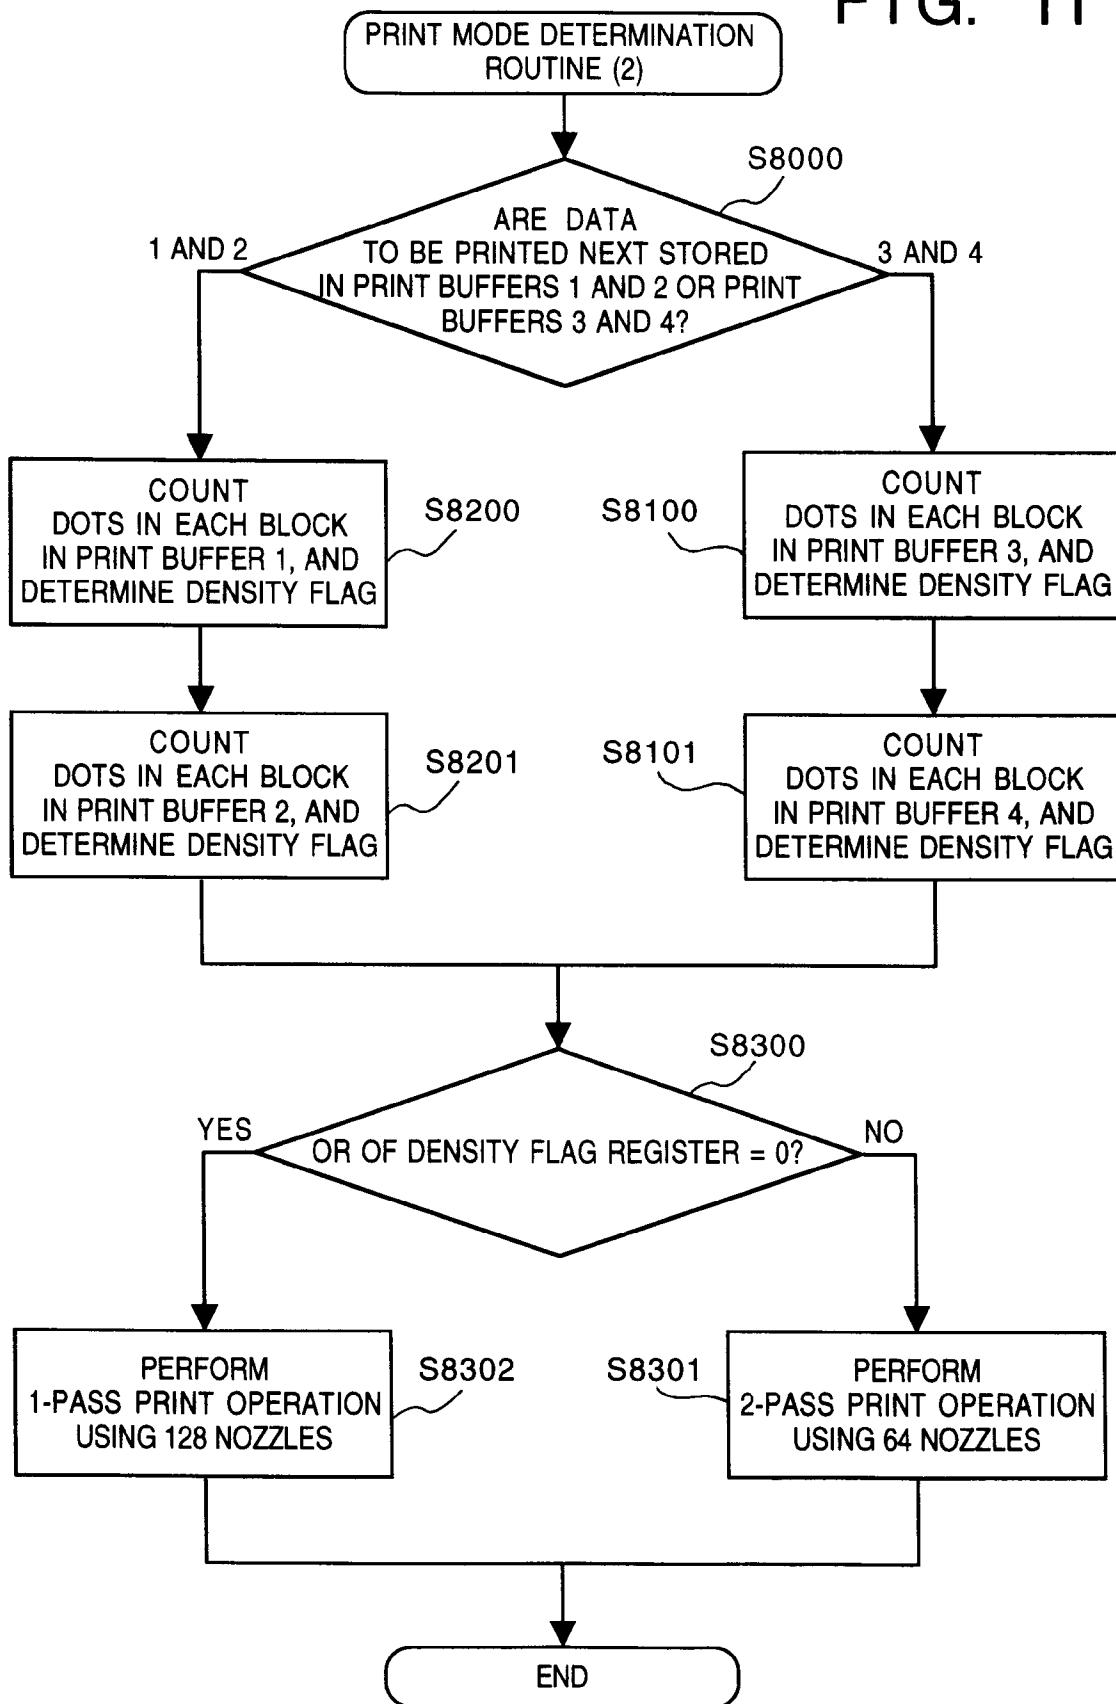 FIG. 11
PRINT MODE DETERMINATION
ROUTINE (2)
S8000
ARE DATA
TO BE PRINTED NEXT STORED
IN PRINT BUFFERS 1 AND 2 OR PRINT
BUFFERS 3 AND 4?
1 AND 2
3 AND 4
COUNT
DOTS IN EACH BLOCK
IN PRINT BUFFER 1, AND
DETERMINE DENSITY FLAG
S8200
S8100
COUNT
DOTS IN EACH BLOCK
IN PRINT BUFFER 3, AND
DETERMINE DENSITY FLAG
COUNT
DOTS IN EACH BLOCK
IN PRINT BUFFER 2, AND
DETERMINE DENSITY FLAG
S8201
S8101
COUNT
DOTS IN EACH BLOCK
IN PRINT BUFFER 4, AND
DETERMINE DENSITY FLAG
S8300
YES
OR OF DENSITY FLAG REGISTER = 0?
NO
PERFORM
1-PASS PRINT OPERATION
USING 128 NOZZLES
S8302
S8301
PERFORM
2-PASS PRINT OPERATION
USING 64 NOZZLES
END